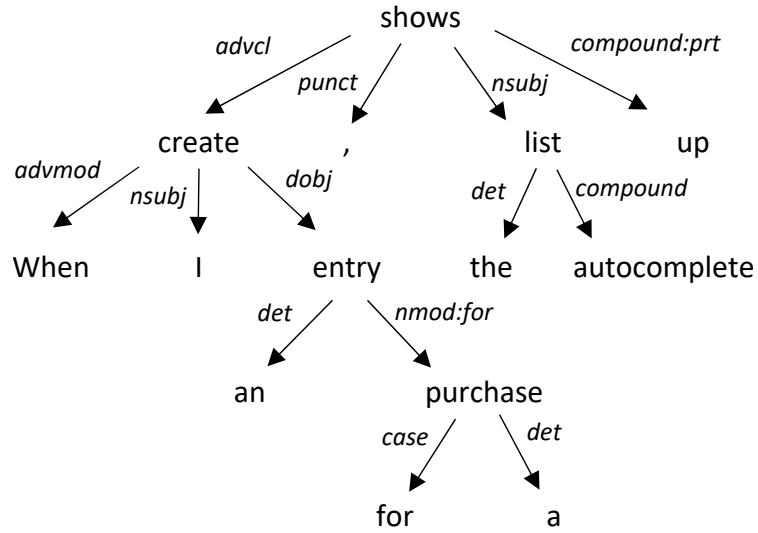 shows
advcl punct nsubj compound:prt
create , list up
advmod nsubj dobj det compound
When I entry the autocomplete
det nmod:for
an purchase
case det
for a